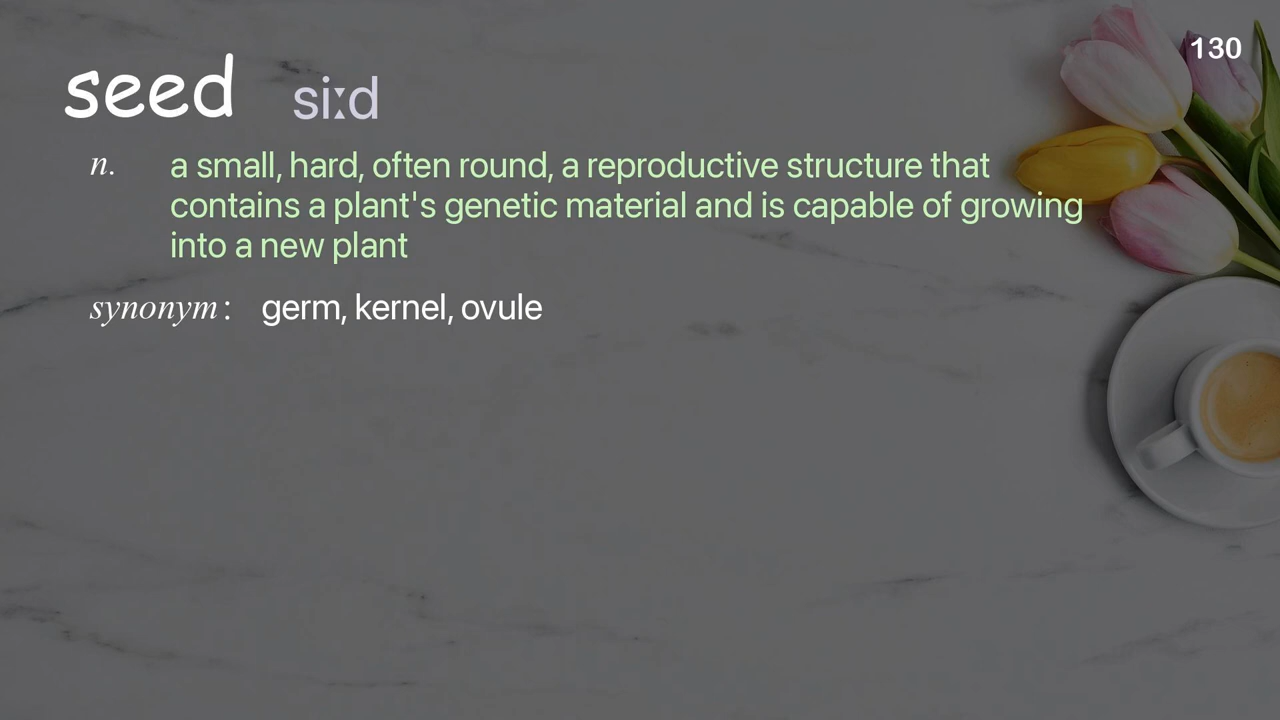 130
seed siːd
n. a small, hard, often round, a reproductive structure that
contains a plant's genetic material and is capable of growing
into a new plant
synonym: germ, kernel, ovule